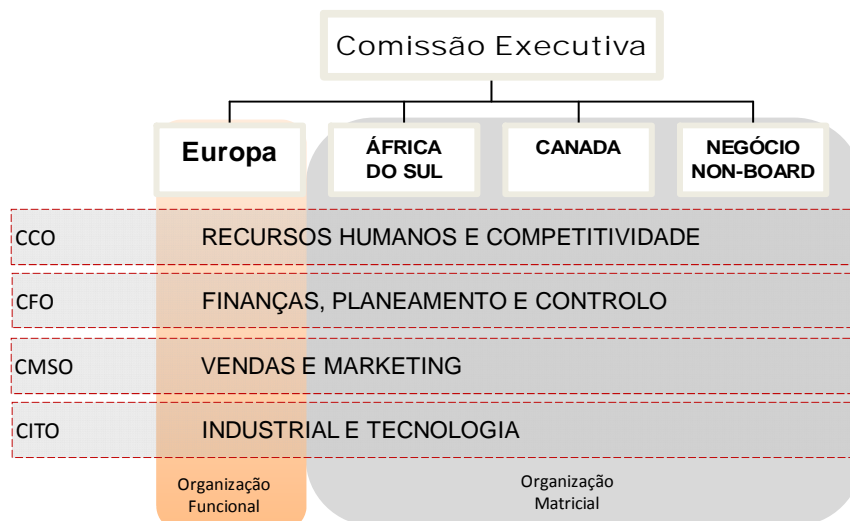 Comissão Executiva
Europa
ÁFRICA
DO SUL
CANADA
NEGÓCIO
NON-BOARD
CCO
RECURSOS HUMANOS E COMPETITIVIDADE
CFO
FINANÇAS, PLANEAMENTO E CONTROLO
CMSO
VENDAS E MARKETING
CITO
INDUSTRIAL E TECNOLOGIA
Organização
Funcional
Organização
Matricial